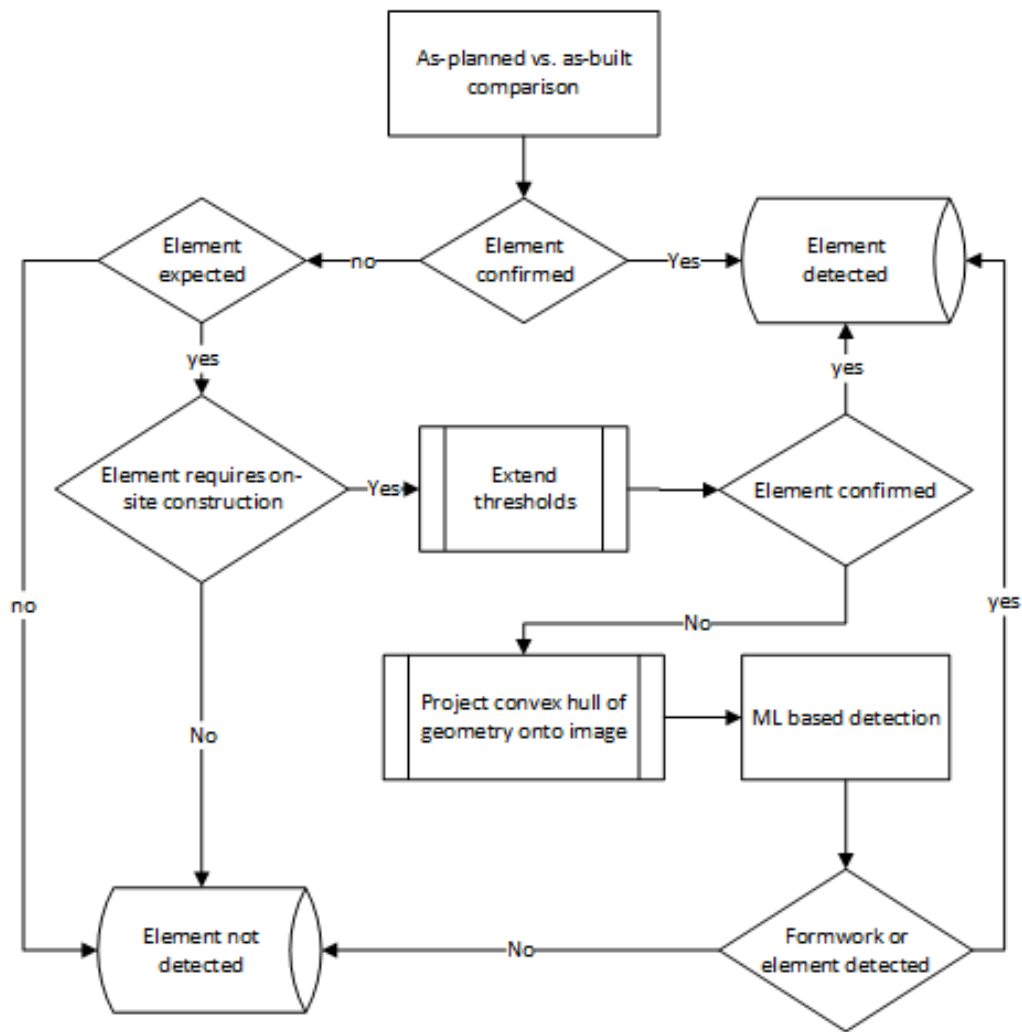 As-planned vs. as-built
comparison
Element
expected
no
Element
confirmed
Yes
Element
detected
yes
yes
Element requires on-
site construction
Yes
Extend
thresholds
Element confirmed
no
yes
No
Project convex hull of
geometry onto image
ML based detection
No
Element not
detected
No
Formwork or
element detected